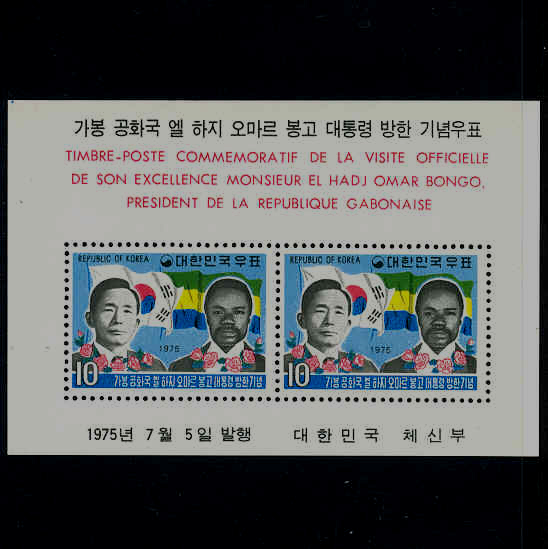 가봉 공화국 엘 하지 오마르 봉고 대통령 방한 기념우표
TIMBRE-POSTE COMMEMORATIF DE LA VISITE OFFICIELLE
DE SON EXCELLENCE MONSIEUR EL HADJ OMAR BONGO,
PRESIDENT DE LA REPUBLIQUE GABONAISE
REPUBLIC OF KOREA 대한민국우표
1975
10 가봉 공화국 엘 하지 오마르 봉고 대통령 방한기념
REPUBLIC OF KOREA 대한민국우표
1975
10 가봉 공화국 엘 하지 오마르 봉고 대통령 방한기념
1975년 7월 5일 발행 대한민국 체신부